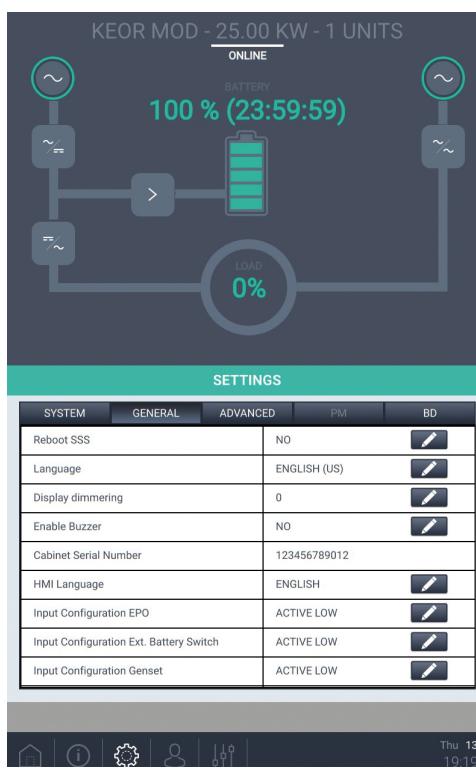 KEOR MOD - 25.00 KW - 1 UNITS
ONLINE
BATTERY
100 % (23:59:59)
LOAD
0%
SETTINGS
SYSTEM GENERAL ADVANCED PM BD
Reboot SSS NO
Language ENGLISH (US)
Display dimmering 0
Enable Buzzer NO
Cabinet Serial Number 123456789012
HMI Language ENGLISH
Input Configuration EPO ACTIVE LOW
Input Configuration Ext. Battery Switch ACTIVE LOW
Input Configuration Genset ACTIVE LOW
Thu 13
19:19